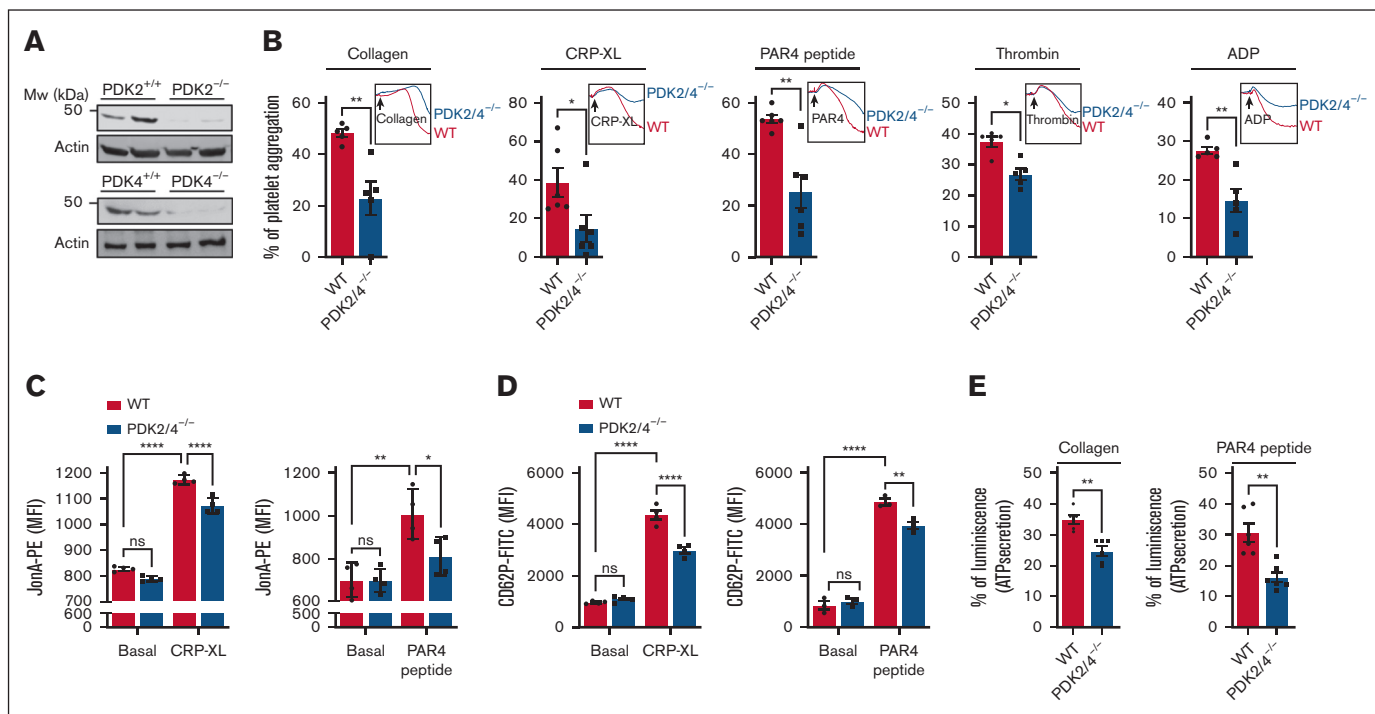 A
Mw (kDa)
PDK2+/+ PDK2−/−
50
Actin
PDK4+/+ PDK4−/−
50
Actin
B
% of platelet aggregation
Collagen
60
40
20
0
**
Collagen
PDK2/4−/−
WT
WT
PDK2/4−/−
CRP-XL
80
60
40
20
0
*
CRP-XL
PDK2/4−/−
WT
WT
PDK2/4−/−
PAR4 peptide
60
40
20
0
**
PAR4
PDK2/4−/−
WT
WT
PDK2/4−/−
Thrombin
50
40
30
20
10
0
*
Thrombin
PDK2/4−/−
WT
WT
PDK2/4−/−
ADP
40
30
20
10
0
**
ADP
PDK2/4−/−
WT
WT
PDK2/4−/−
C
WT
PDK2/4−/−
JonA-PE (MFI)
1200
1100
1000
900
800
700
600
500
0
**** ****
ns
Basal CRP-XL
JonA-PE (MFI)
1200
1000
800
600
500
0
** *
ns
Basal PAR4 peptide
D
WT
PDK2/4−/−
CD62P-FITC (MFI)
6000
4000
2000
0
****
****
ns
Basal CRP-XL
CD62P-FITC (MFI)
6000
4000
2000
0
****
**
ns
Basal PAR4 peptide
E
Collagen
% of luminiscence
(ATPsecretion)
50
40
30
20
10
0
**
WT
PDK2/4−/−
PAR4 peptide
% of luminiscence
(ATPsecretion)
50
40
30
20
10
0
**
WT
PDK2/4−/−